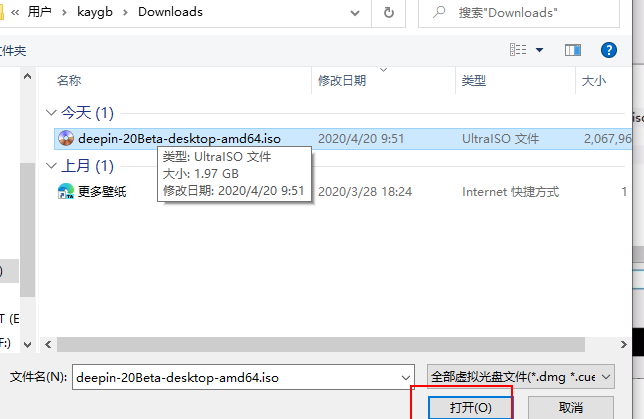 « 用户 › kaygb › Downloads
搜索"Downloads"
文件夹
名称 修改日期 类型 大小
今天 (1)
deepin-20Beta-desktop-amd64.iso 2020/4/20 9:51 UltraISO 文件 2,067,96
类型: UltraISO 文件
大小: 1.97 GB
修改日期: 2020/4/20 9:51
上月 (1)
更多壁纸 2020/3/28 18:24 Internet 快捷方式 1
文件名(N): deepin-20Beta-desktop-amd64.iso 全部虚拟光盘文件(*.dmg *.cue
打开(O) 取消